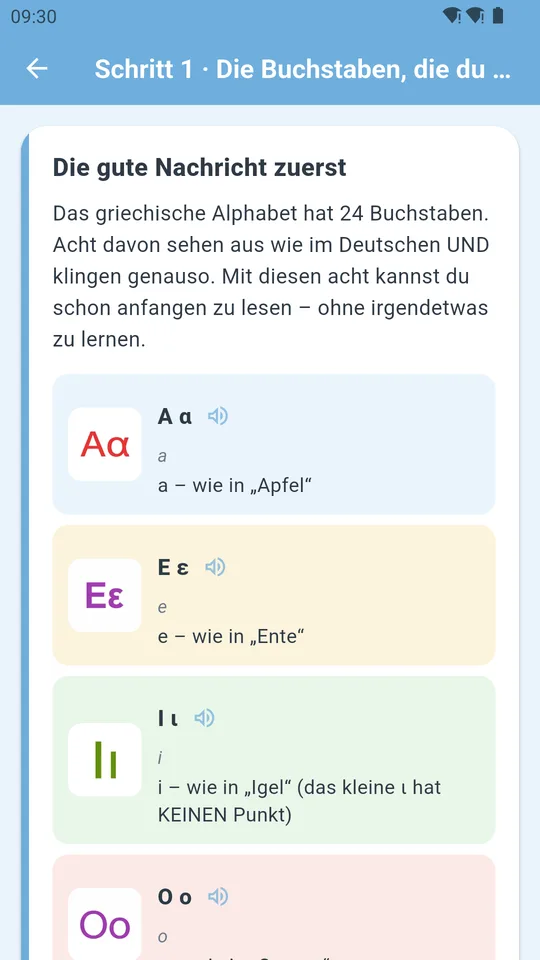 09:30
Schritt 1 · Die Buchstaben, die du ...
Die gute Nachricht zuerst
Das griechische Alphabet hat 24 Buchstaben.
Acht davon sehen aus wie im Deutschen UND
klingen genauso. Mit diesen acht kannst du
schon anfangen zu lesen – ohne irgendetwas
zu lernen.
Αα
Α α
a
a – wie in „Apfel“
Εε
Ε ε
e
e – wie in „Ente“
Ιι
Ι ι
i
i – wie in „Igel“ (das kleine ι hat
KEINEN Punkt)
Οο
Ο ο
o